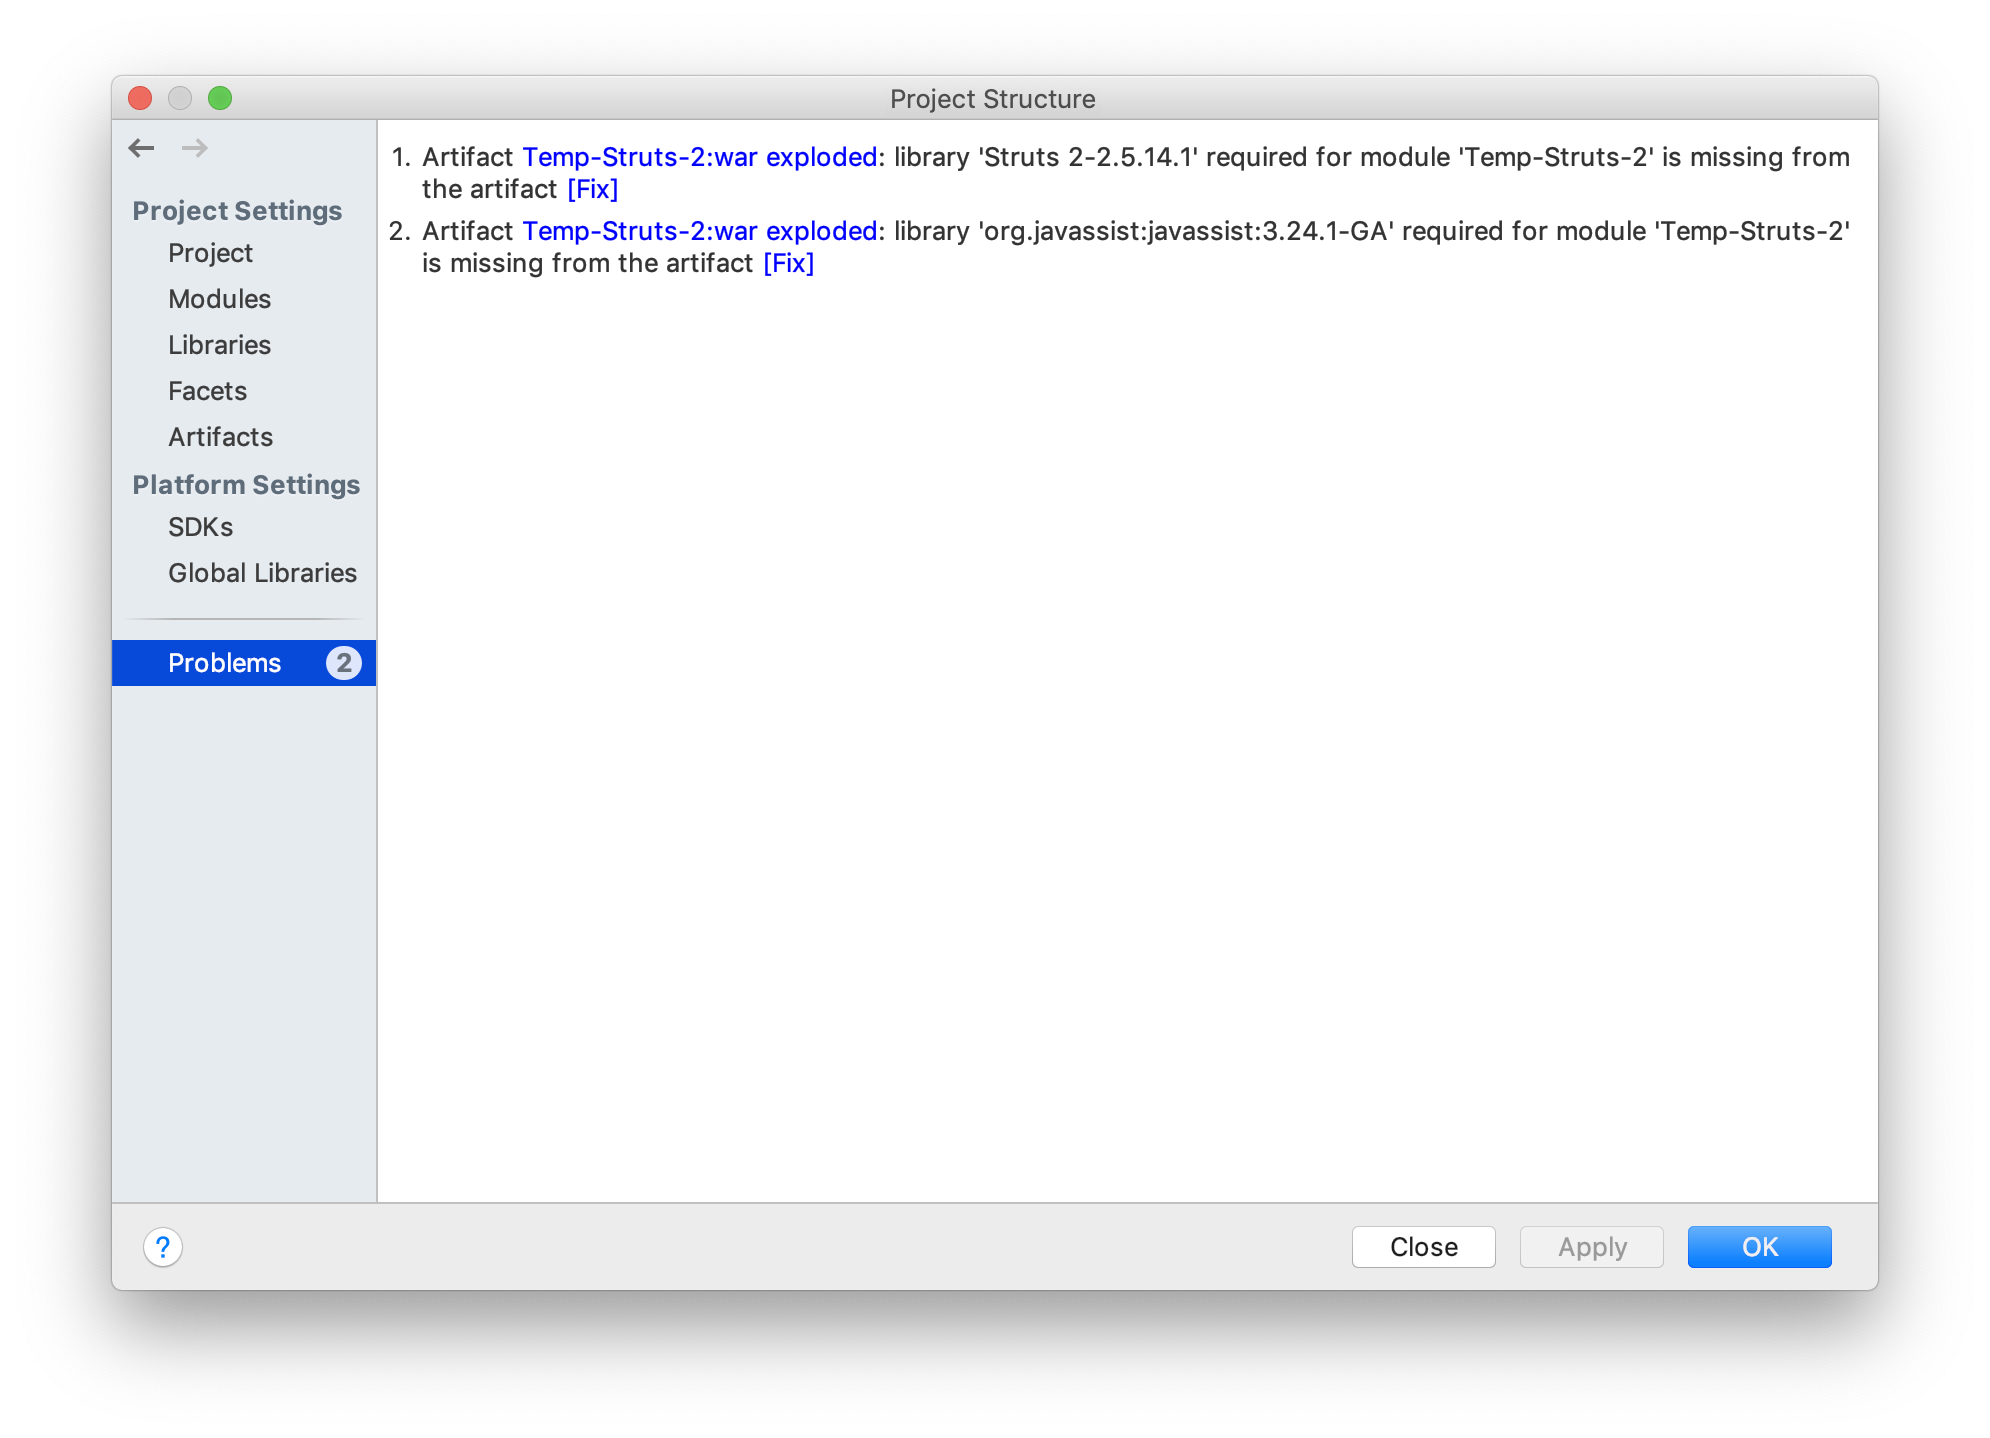 Project Structure
Project Settings
Project
Modules
Libraries
Facets
Artifacts
Platform Settings
SDKs
Global Libraries
Problems 2
1. Artifact Temp-Struts-2:war exploded: library 'Struts 2-2.5.14.1' required for module 'Temp-Struts-2' is missing from
the artifact [Fix]
2. Artifact Temp-Struts-2:war exploded: library 'org.javassist:javassist:3.24.1-GA' required for module 'Temp-Struts-2'
is missing from the artifact [Fix]
?
Close
Apply
OK